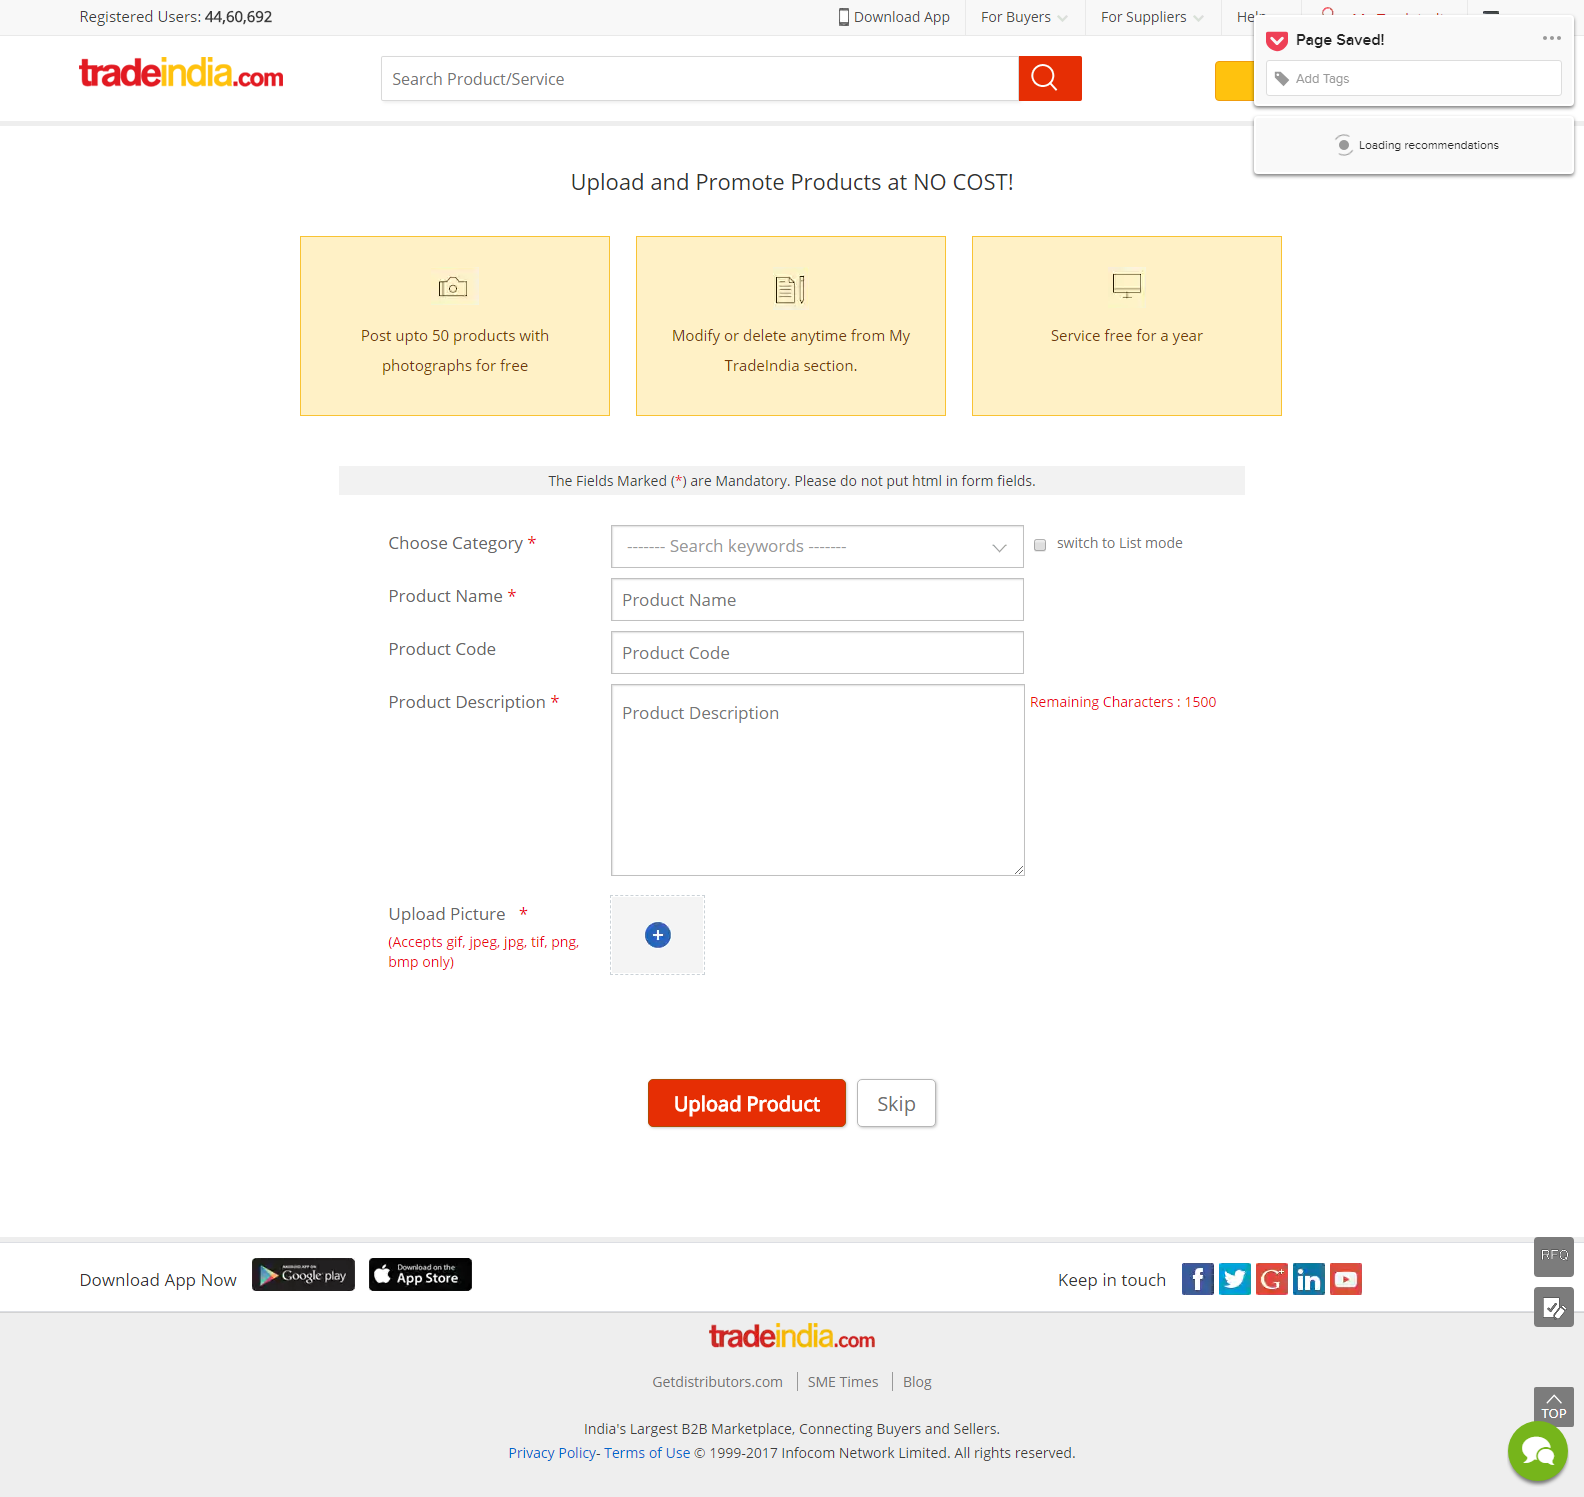 Registered Users: 44,60,692
Download App
For Buyers
For Suppliers
Page Saved!
Add Tags
Loading recommendations
tradeindia.com
Search Product/Service
Upload and Promote Products at NO COST!
Post upto 50 products with
photographs for free
Modify or delete anytime from My
TradeIndia section.
Service free for a year
The Fields Marked (*) are Mandatory. Please do not put html in form fields.
Choose Category *
------- Search keywords -------
switch to List mode
Product Name *
Product Name
Product Code
Product Code
Product Description *
Product Description
Remaining Characters : 1500
Upload Picture *
(Accepts gif, jpeg, jpg, tif, png,
bmp only)
Upload Product
Skip
Download App Now
ANDROID APP ON
Google play
Download on the
App Store
Keep in touch
RFQ
tradeindia.com
Getdistributors.com
SME Times
Blog
TOP
India's Largest B2B Marketplace, Connecting Buyers and Sellers.
Privacy Policy- Terms of Use © 1999-2017 Infocom Network Limited. All rights reserved.